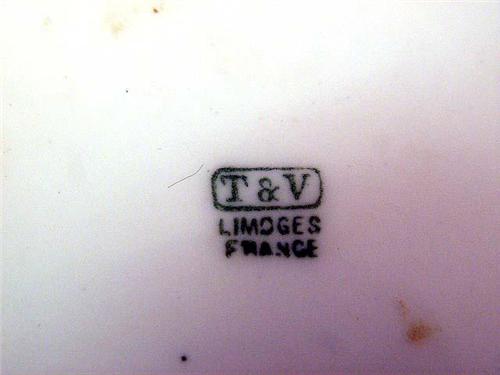 T & V
LIMOGES
FRANCE